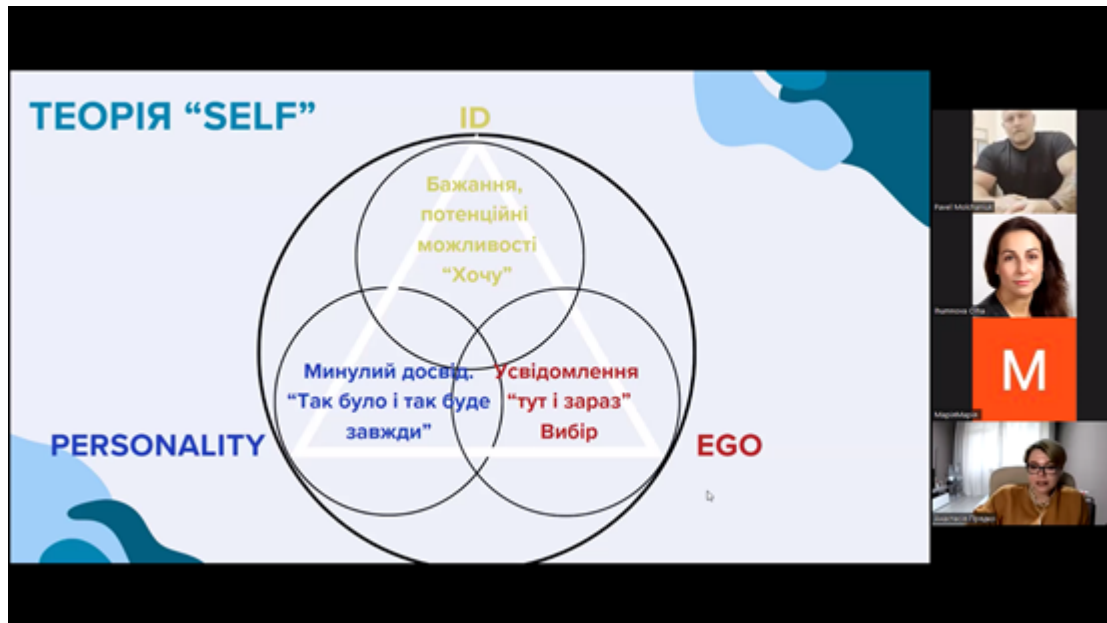 ТЕОРІЯ “SELF”
ID
Бажання,
потенційні
можливості
“Хочу”
Минулий досвід.
“Так було і так буде
завжди”
Усвідомлення
“тут і зараз”
Вибір
PERSONALITY
EGO
M
МаріяМарія